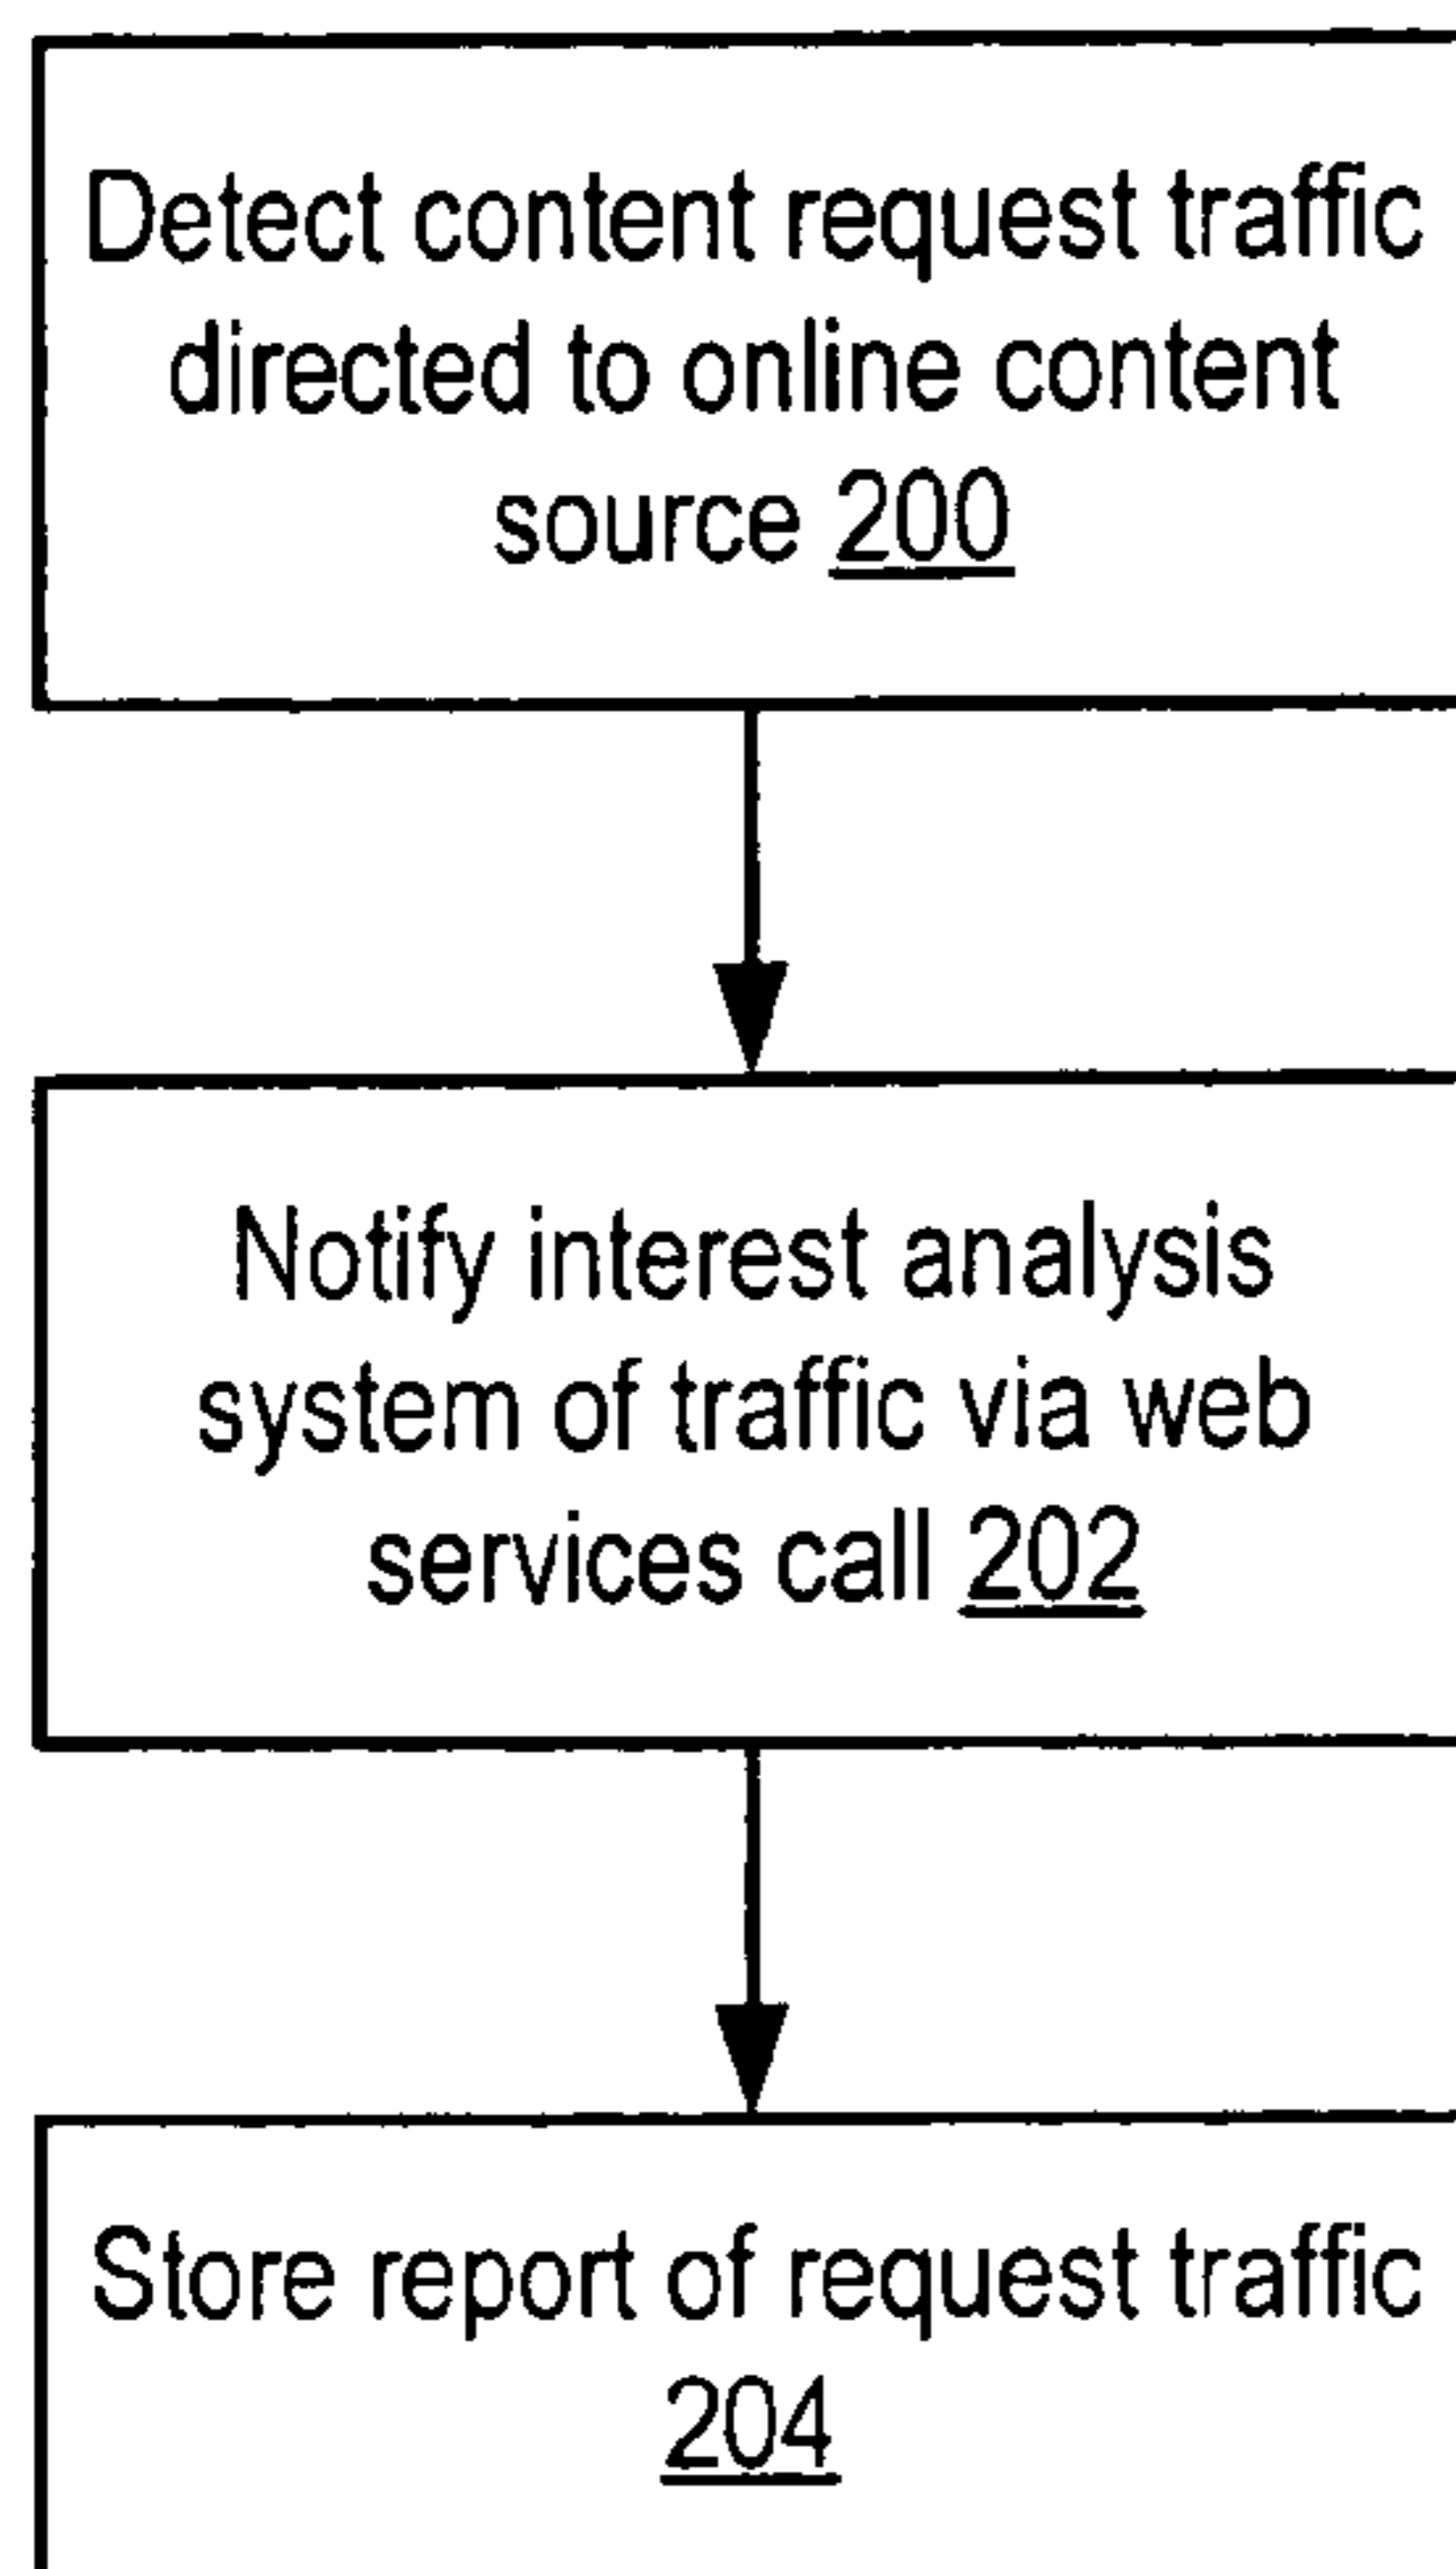 Detect content request traffic
directed to online content
source 200
Notify interest analysis
system of traffic via web
services call 202
Store report of request traffic
204